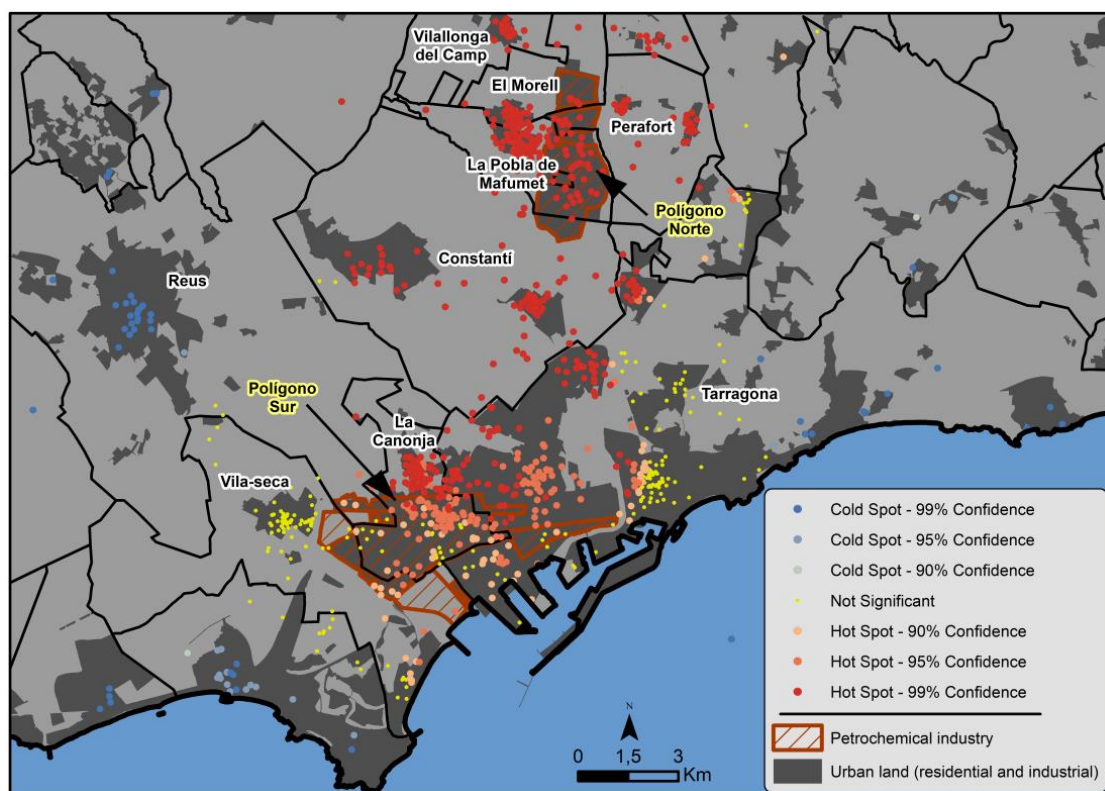 Vilallonga
del Camp
El Morell
Perafort
La Pobla de
Mafumet
Polígono
Norte
Constantí
Reus
Polígono
Sur
Tarragona
La
Canonja
Vila-seca
Cold Spot - 99% Confidence
Cold Spot - 95% Confidence
Cold Spot - 90% Confidence
Not Significant
Hot Spot - 90% Confidence
Hot Spot - 95% Confidence
Hot Spot - 99% Confidence
Petrochemical industry
Urban land (residential and industrial)
N
0 1,5 3
Km